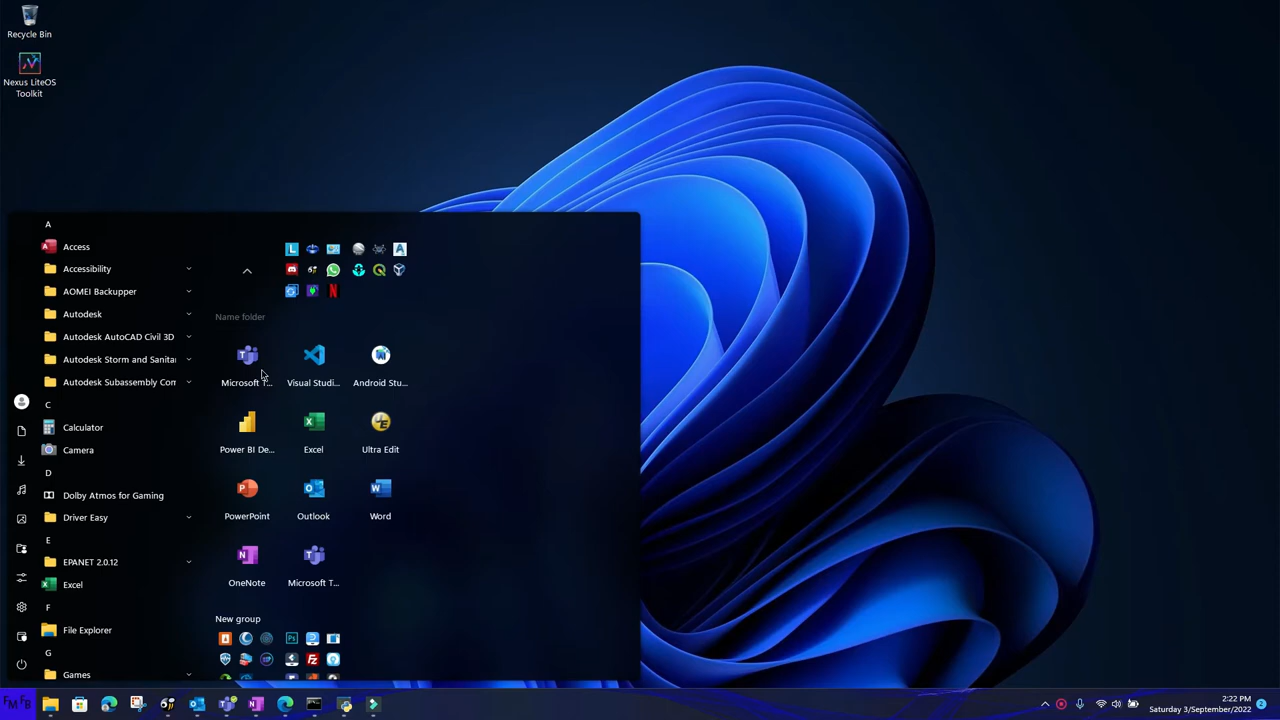 Recycle Bin
Nexus LiteOS
Toolkit
A
Access
Accessibility
AOMEI Backupper
Autodesk
Autodesk AutoCAD Civil 3D
Autodesk Storm and Sanitar
Autodesk Subassembly Com
C
Calculator
Camera
D
Dolby Atmos for Gaming
Driver Easy
E
EPANET 2.0.12
Excel
F
File Explorer
G
Games
Name folder
Microsoft T...
Visual Studi...
Android Stu...
Power BI De...
Excel
Ultra Edit
PowerPoint
Outlook
Word
OneNote
Microsoft T...
New group
2:22 PM
Saturday 3/September/2022
2